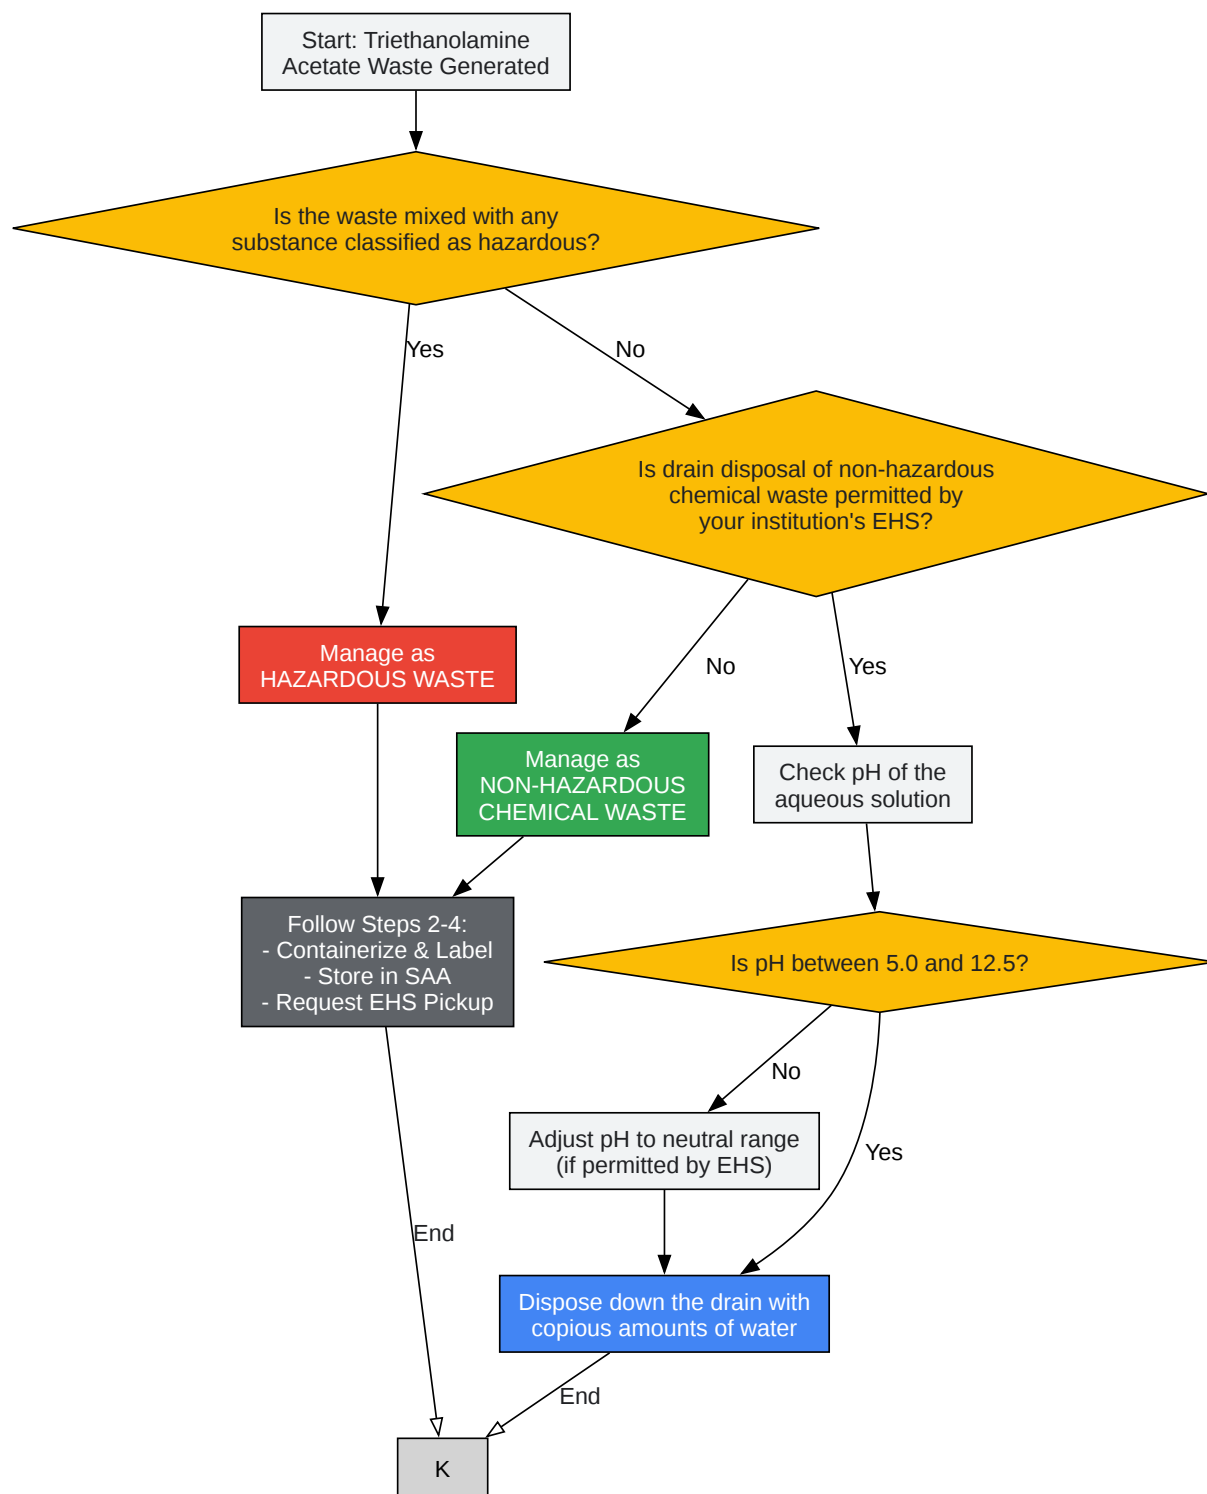 Start: Triethanolamine
Acetate Waste Generated
Is the waste mixed with any
substance classified as hazardous?
Yes
No
Is drain disposal of non-hazardous
chemical waste permitted by
your institution's EHS?
Manage as
HAZARDOUS WASTE
No
Yes
Manage as
NON-HAZARDOUS
CHEMICAL WASTE
Check pH of the
aqueous solution
Follow Steps 2-4:
- Containerize & Label
- Store in SAA
- Request EHS Pickup
Is pH between 5.0 and 12.5?
No
Adjust pH to neutral range
(if permitted by EHS)
Yes
End
Dispose down the drain with
copious amounts of water
End
K